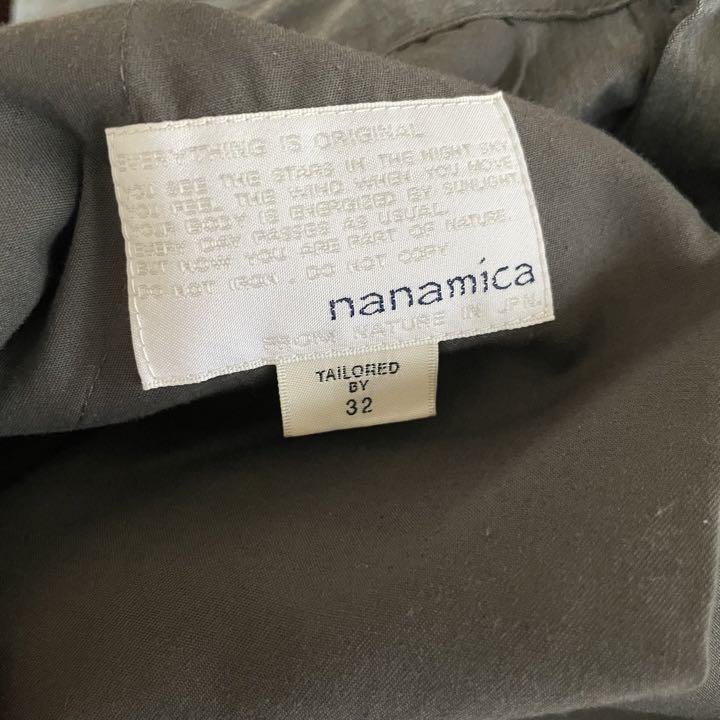 EVERYTHING IS ORIGINAL
YOU SEE THE STARS IN THE NIGHT SKY
YOU FEEL THE WIND WHEN YOU MOVE
YOUR BODY IS ENERGIZED BY SUNLIGHT
EVERY DAY PASSES AS USUAL.
BUT NOW YOU ARE PART OF NATURE.
DO NOT IRON . DO NOT COPY
nanamica
FROM NATURE IN JPN.
TAILORED
BY
32